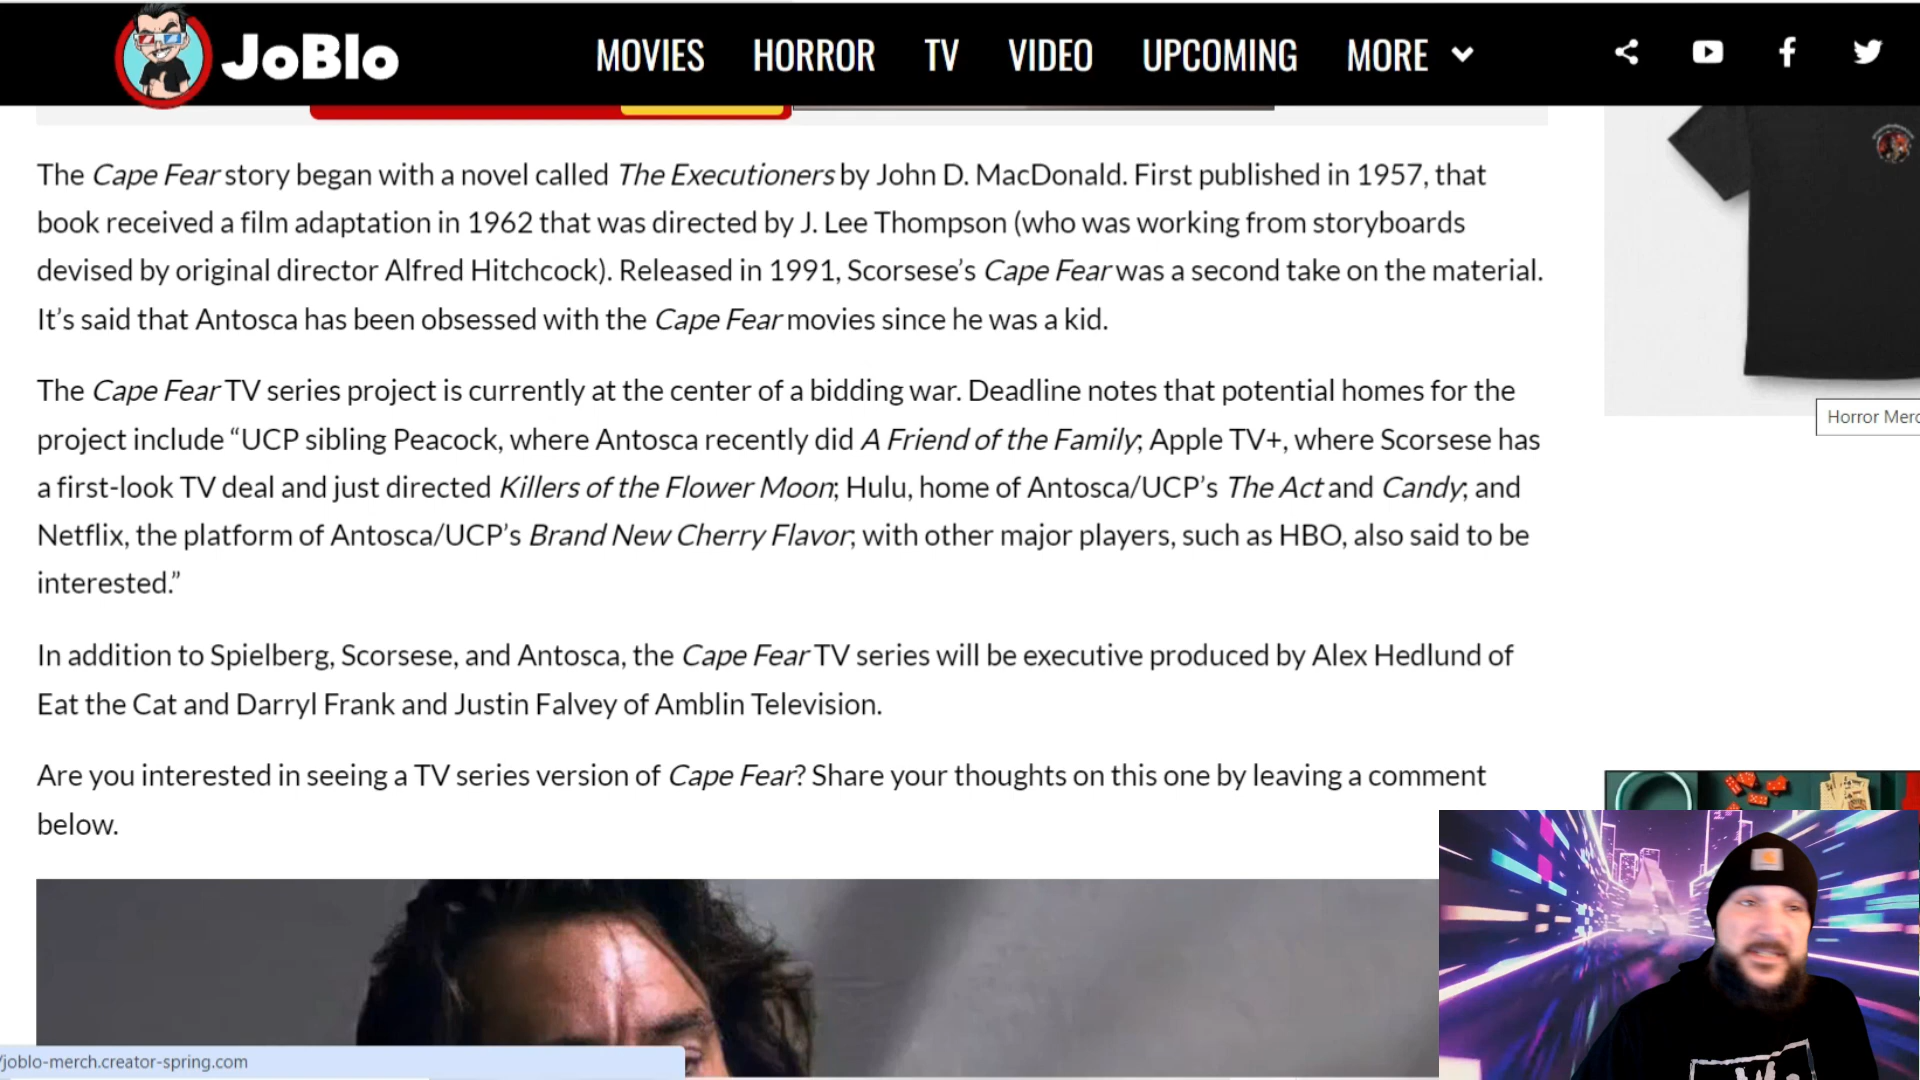 JoBlo
MOVIES HORROR TV VIDEO UPCOMING MORE
The Cape Fear story began with a novel called The Executioners by John D. MacDonald. First published in 1957, that
book received a film adaptation in 1962 that was directed by J. Lee Thompson (who was working from storyboards
devised by original director Alfred Hitchcock). Released in 1991, Scorsese’s Cape Fear was a second take on the material.
It’s said that Antosca has been obsessed with the Cape Fear movies since he was a kid.
The Cape Fear TV series project is currently at the center of a bidding war. Deadline notes that potential homes for the
project include “UCP sibling Peacock, where Antosca recently did A Friend of the Family; Apple TV+, where Scorsese has
a first-look TV deal and just directed Killers of the Flower Moon; Hulu, home of Antosca/UCP’s The Act and Candy; and
Netflix, the platform of Antosca/UCP’s Brand New Cherry Flavor; with other major players, such as HBO, also said to be
interested.”
In addition to Spielberg, Scorsese, and Antosca, the Cape Fear TV series will be executive produced by Alex Hedlund of
Eat the Cat and Darryl Frank and Justin Falvey of Amblin Television.
Are you interested in seeing a TV series version of Cape Fear? Share your thoughts on this one by leaving a comment
below.
Horror Merc
/joblo-merch.creator-spring.com